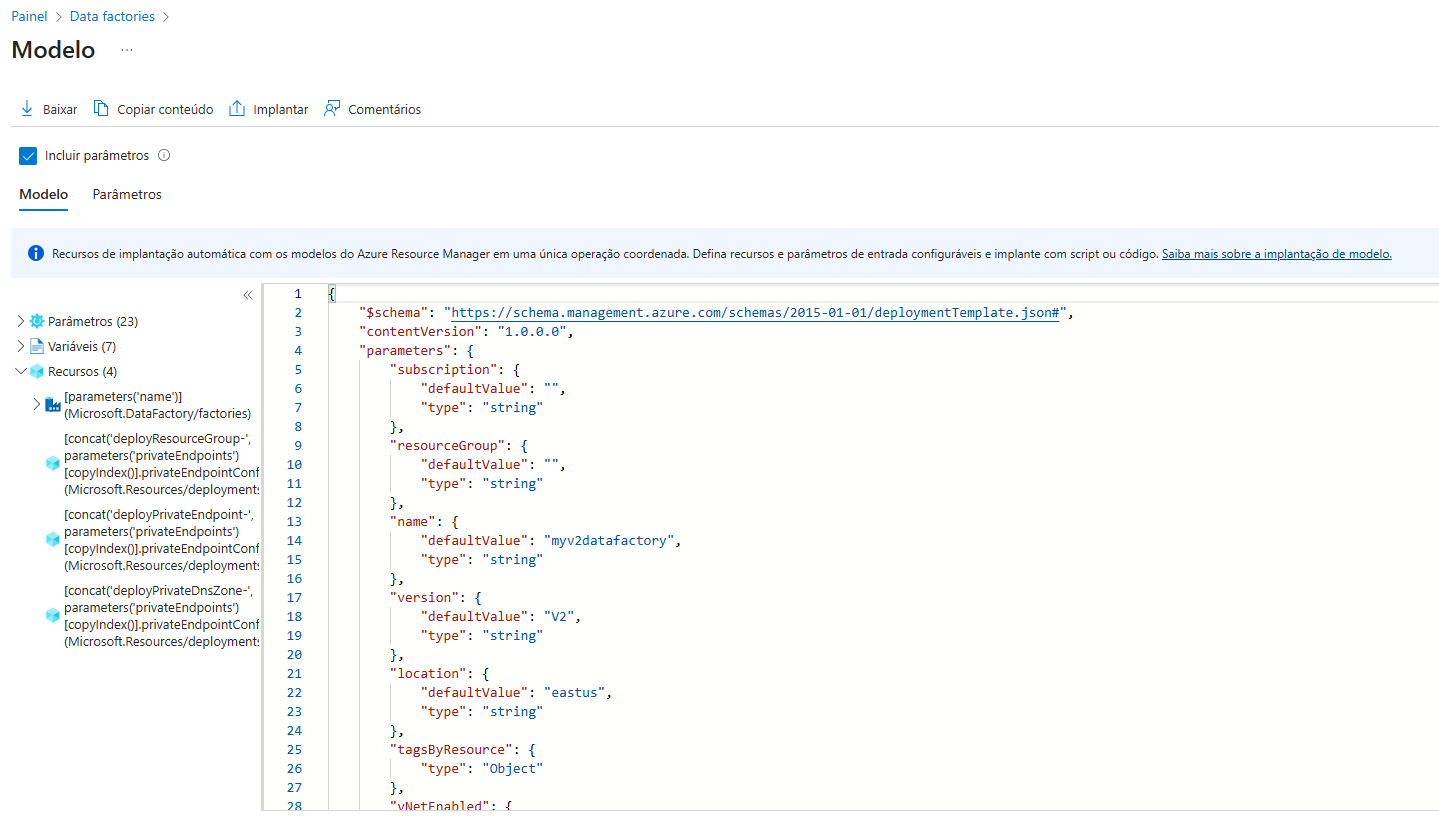 Painel > Data factories >
Modelo ...
Baixar Copiar conteúdo Implantar Comentários
Incluir parâmetros
Modelo Parâmetros
Recursos de implantação automática com os modelos do Azure Resource Manager em uma única operação coordenada. Defina recursos e parâmetros de entrada configuráveis e implante com script ou código. Saiba mais sobre a implantação de modelo.
Parâmetros (23)
Variáveis (7)
Recursos (4)
[parameters('name')]
(Microsoft.DataFactory/factories)
[concat('deployResourceGroup-',
parameters('privateEndpoints')
[copyIndex()].privateEndpointConf
(Microsoft.Resources/deployments
[concat('deployPrivateEndpoint-',
parameters('privateEndpoints')
[copyIndex()].privateEndpointConf
(Microsoft.Resources/deployments
[concat('deployPrivateDnsZone-',
parameters('privateEndpoints')
[copyIndex()].privateEndpointConf
(Microsoft.Resources/deployments
1 {
2 "$schema": "https://schema.management.azure.com/schemas/2015-01-01/deploymentTemplate.json#",
3 "contentVersion": "1.0.0.0",
4 "parameters": {
5 "subscription": {
6 "defaultValue": "",
7 "type": "string"
8 },
9 "resourceGroup": {
10 "defaultValue": "",
11 "type": "string"
12 },
13 "name": {
14 "defaultValue": "myv2datafactory",
15 "type": "string"
16 },
17 "version": {
18 "defaultValue": "V2",
19 "type": "string"
20 },
21 "location": {
22 "defaultValue": "eastus",
23 "type": "string"
24 },
25 "tagsByResource": {
26 "type": "Object"
27 },
28 "vNetEnabled": {